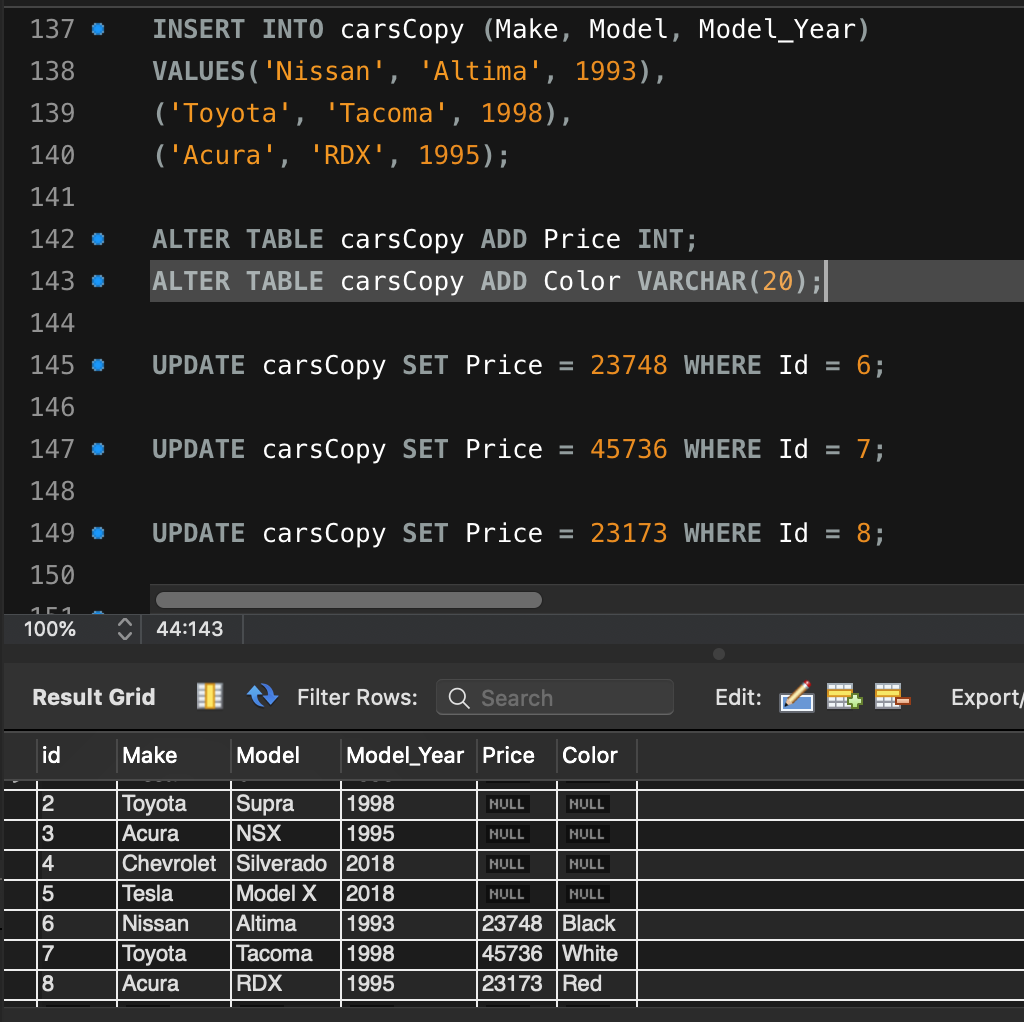 137 INSERT INTO carsCopy (Make, Model, Model_Year)
138 VALUES('Nissan', 'Altima', 1993),
139 ('Toyota', 'Tacoma', 1998),
140 ('Acura', 'RDX', 1995);
141
142 ALTER TABLE carsCopy ADD Price INT;
143 ALTER TABLE carsCopy ADD Color VARCHAR(20);
144
145 UPDATE carsCopy SET Price = 23748 WHERE Id = 6;
146
147 UPDATE carsCopy SET Price = 45736 WHERE Id = 7;
148
149 UPDATE carsCopy SET Price = 23173 WHERE Id = 8;
150
151
100% 44:143
Result Grid Filter Rows: Search Edit: Export/
id Make Model Model_Year Price Color
2 Toyota Supra 1998 NULL NULL
3 Acura NSX 1995 NULL NULL
4 Chevrolet Silverado 2018 NULL NULL
5 Tesla Model X 2018 NULL NULL
6 Nissan Altima 1993 23748 Black
7 Toyota Tacoma 1998 45736 White
8 Acura RDX 1995 23173 Red